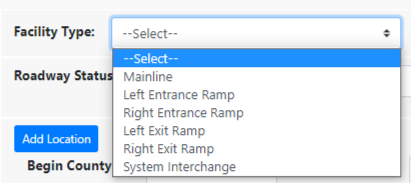 Facility Type:
--Select--
--Select--
Mainline
Left Entrance Ramp
Right Entrance Ramp
Left Exit Ramp
Right Exit Ramp
System Interchange
Roadway Status
Add Location
Begin County